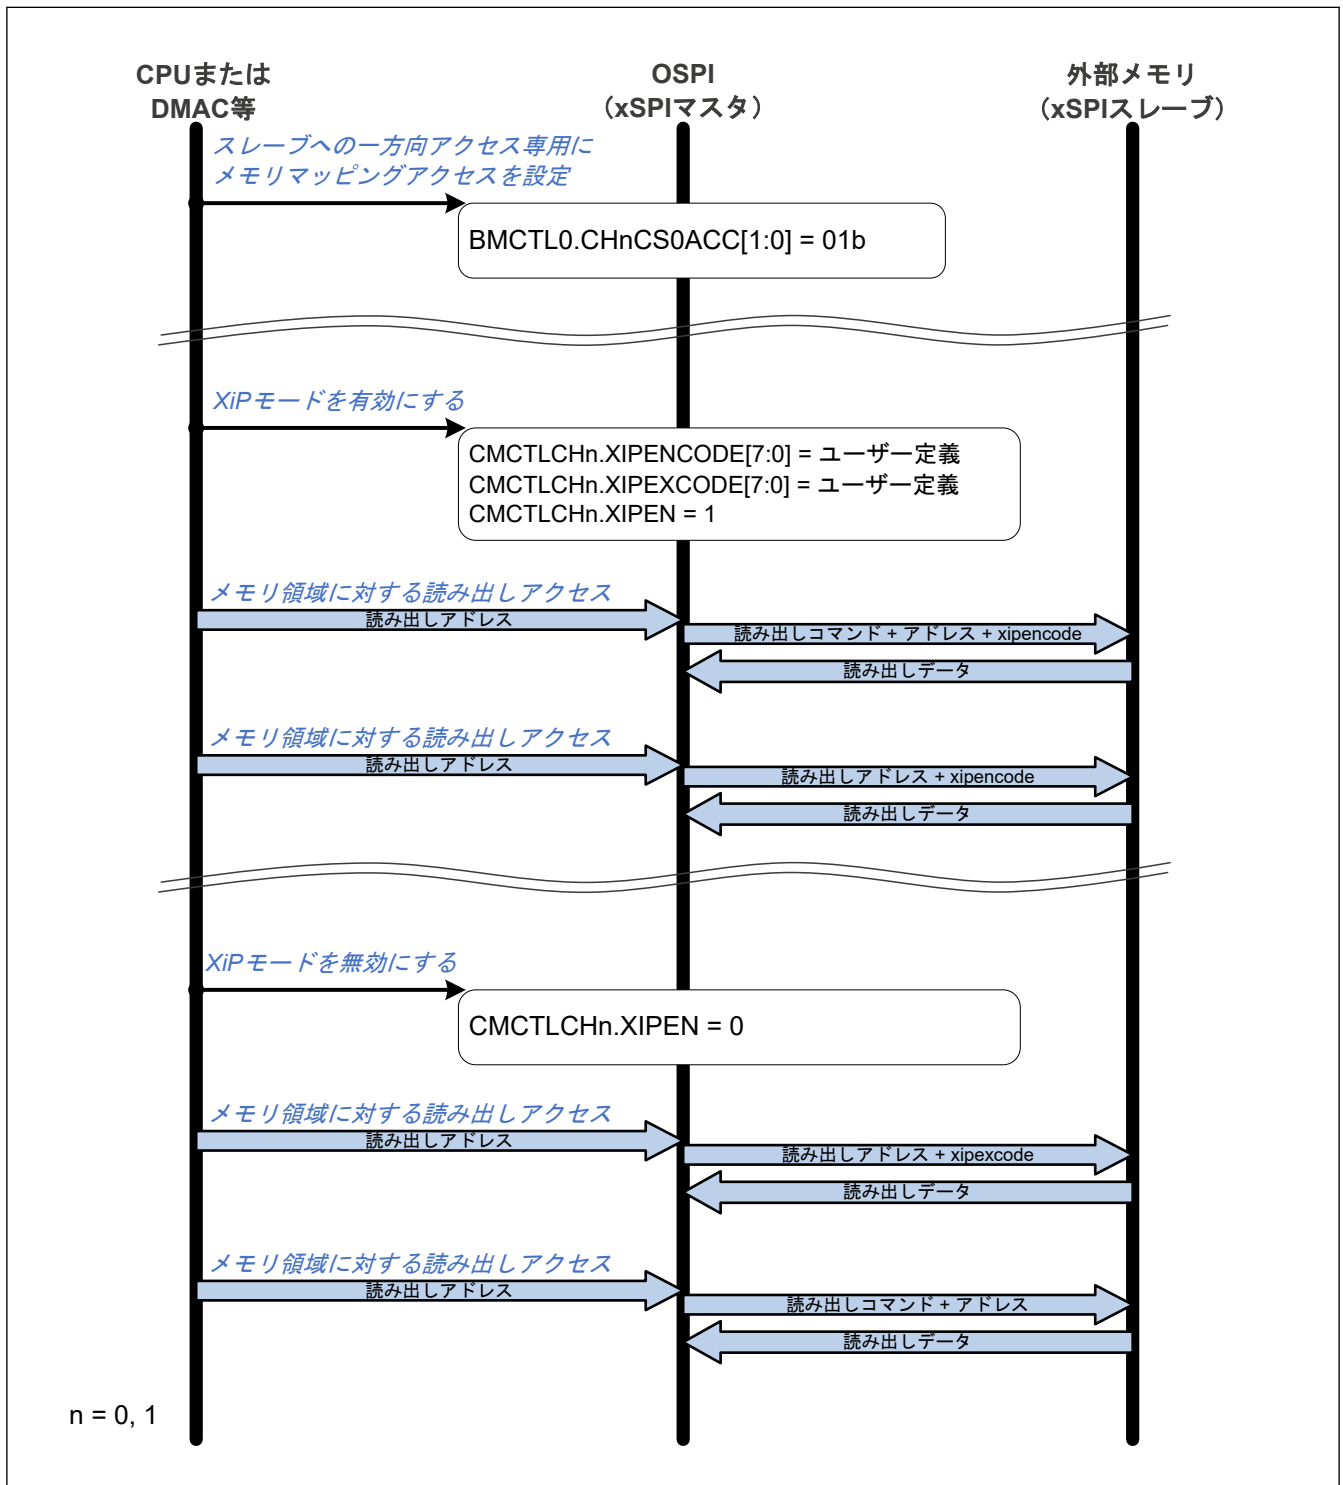 CPUまたは
DMAC等
OSPI
（xSPIマスタ）
外部メモリ
（xSPIスレーブ）
スレーブへの一方向アクセス専用に
メモリマッピングアクセスを設定
BMCTL0.CHnCS0ACC[1:0] = 01b
XiPモードを有効にする
CMCTLCHn.XIPENCODE[7:0] = ユーザー定義
CMCTLCHn.XIPEXCODE[7:0] = ユーザー定義
CMCTLCHn.XIPEN = 1
メモリ領域に対する読み出しアクセス
読み出しアドレス
読み出しコマンド + アドレス + xipencode
読み出しデータ
メモリ領域に対する読み出しアクセス
読み出しアドレス
読み出しアドレス + xipencode
読み出しデータ
XiPモードを無効にする
CMCTLCHn.XIPEN = 0
メモリ領域に対する読み出しアクセス
読み出しアドレス
読み出しアドレス + xipexcode
読み出しデータ
メモリ領域に対する読み出しアクセス
読み出しアドレス
読み出しコマンド + アドレス
読み出しデータ
n = 0, 1